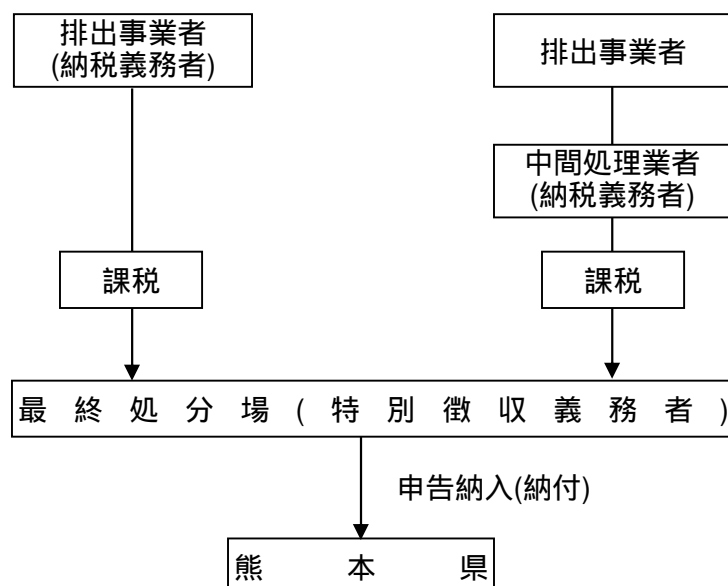 排出事業者
(納税義務者)
排出事業者
中間処理業者
(納税義務者)
課税
課税
最終処分場(特別徴収義務者)
申告納入(納付)
熊本県